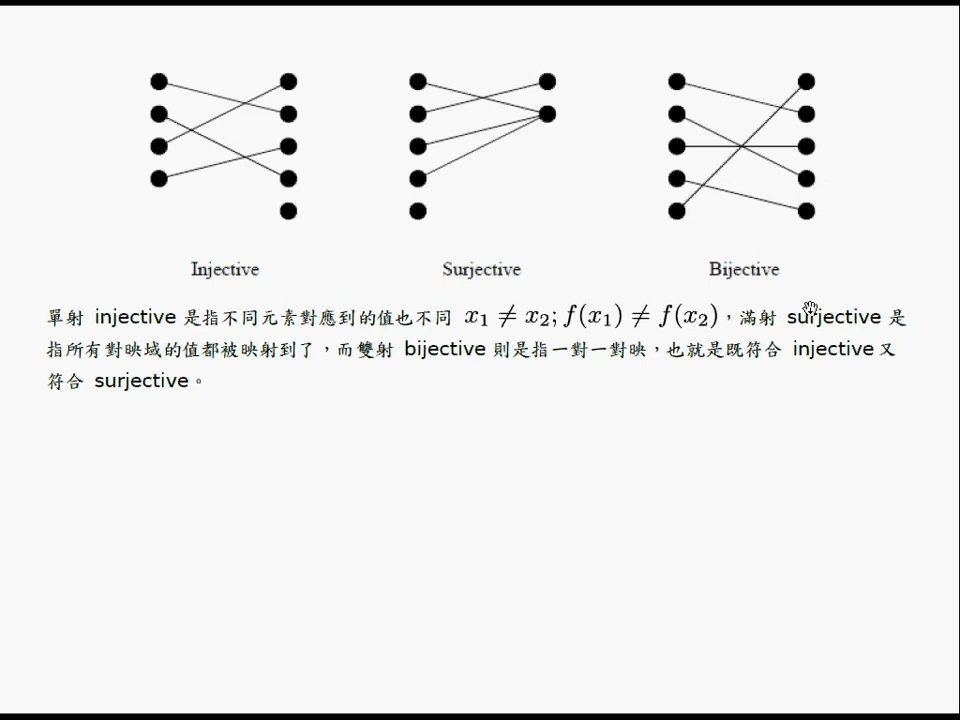 Injective Surjective Bijective
單射 injective 是指不同元素對應到的值也不同 x₁ ≠ x₂; f(x₁) ≠ f(x₂),滿射 surjective 是
指所有對映域的值都被映射到了,而雙射 bijective 則是指一對一對映,也就是既符合 injective 又
符合 surjective。